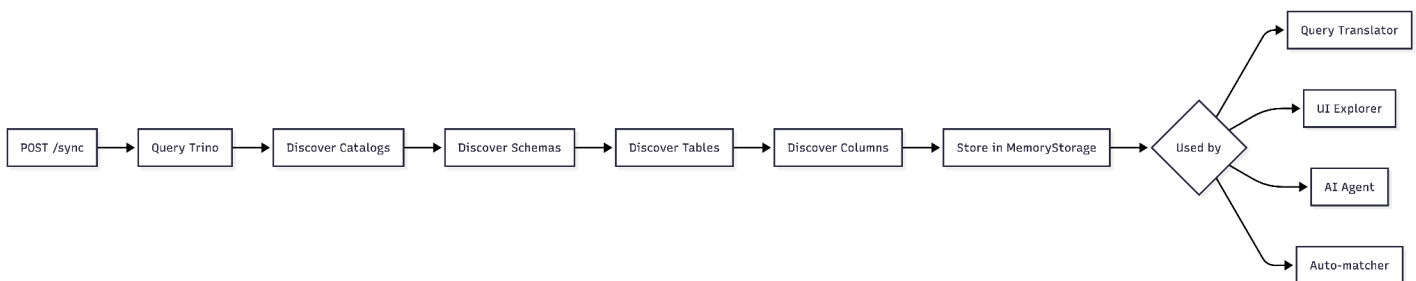 POST /sync
Query Trino
Discover Catalogs
Discover Schemas
Discover Tables
Discover Columns
Store in MemoryStorage
Used by
Query Translator
UI Explorer
AI Agent
Auto-matcher